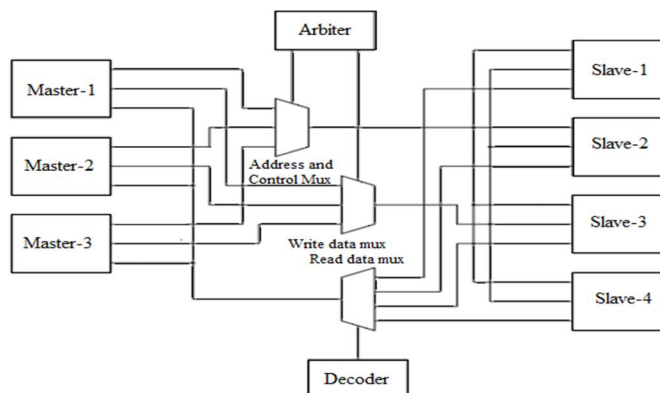 Arbiter
Master-1
Slave-1
Master-2
Slave-2
Address and
Control Mux
Master-3
Slave-3
Write data mux
Read data mux
Slave-4
Decoder